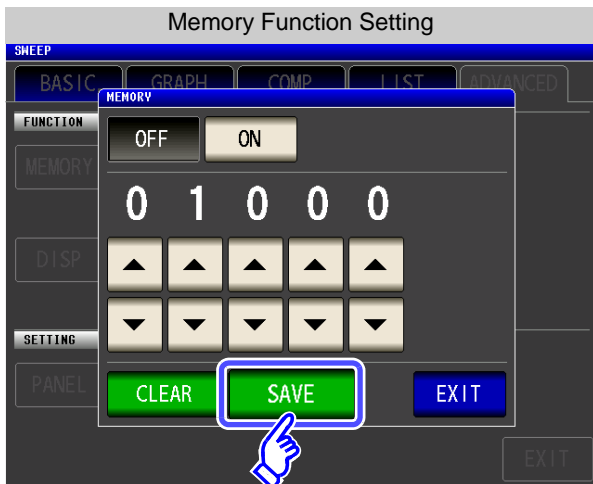 Memory Function Setting
SWEEP
BASIC GRAPH COMP LIST ADVANCED
MEMORY
FUNCTION
OFF ON
MEMORY
0 1 0 0 0
DISP
SETTING
PANEL
CLEAR SAVE EXIT
EXIT